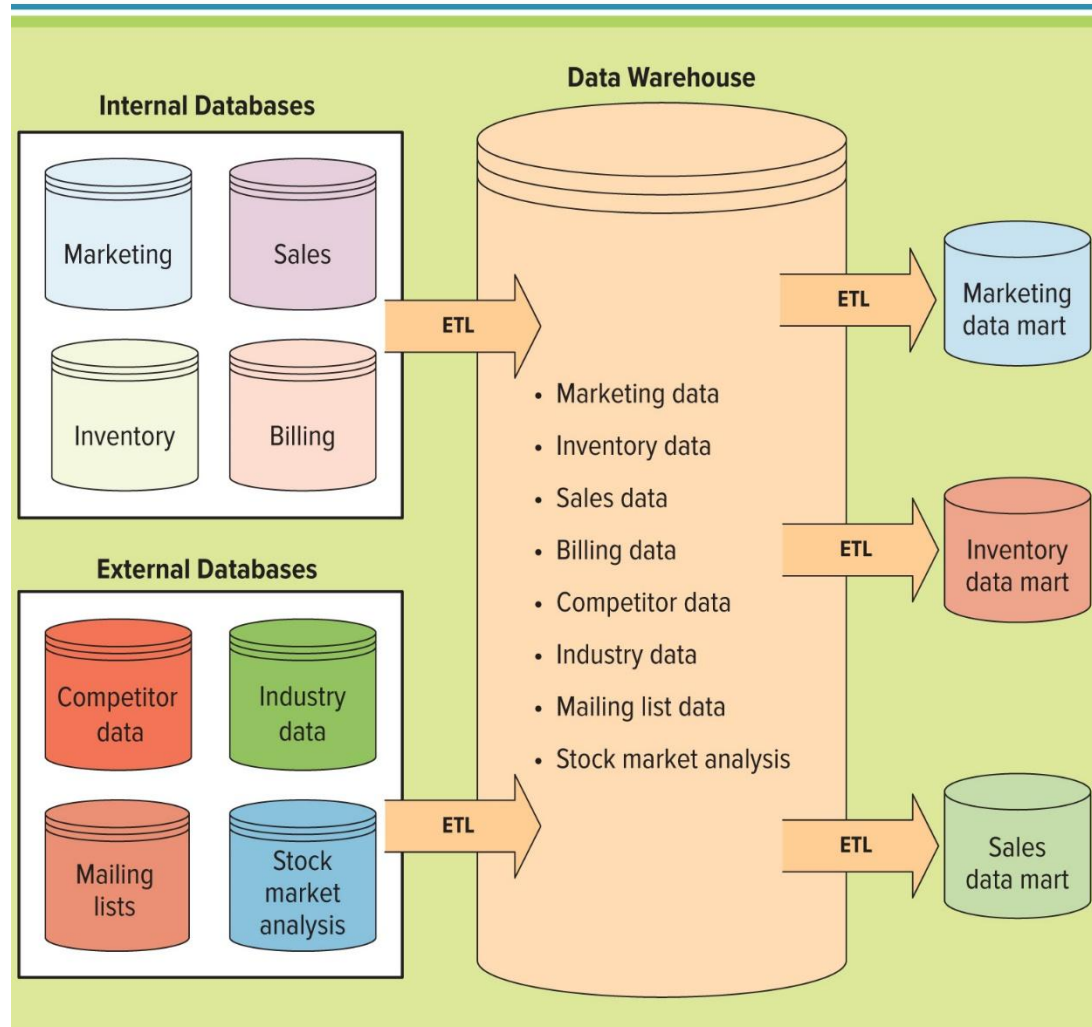 Data Warehouse
Internal Databases
Marketing
Sales
Inventory
Billing
ETL
External Databases
Competitor
data
Industry
data
Mailing
lists
Stock
market
analysis
ETL
• Marketing data
• Inventory data
• Sales data
• Billing data
• Competitor data
• Industry data
• Mailing list data
• Stock market analysis
ETL
Marketing
data mart
ETL
Inventory
data mart
ETL
Sales
data mart